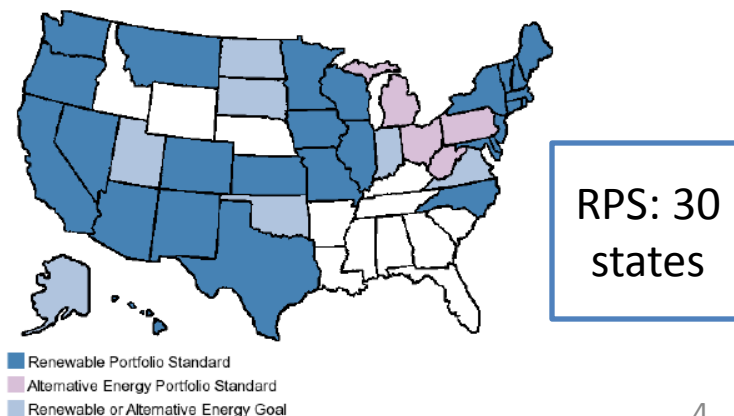 RPS: 30
states
Renewable Portfolio Standard
Alternative Energy Portfolio Standard
Renewable or Alternative Energy Goal
4